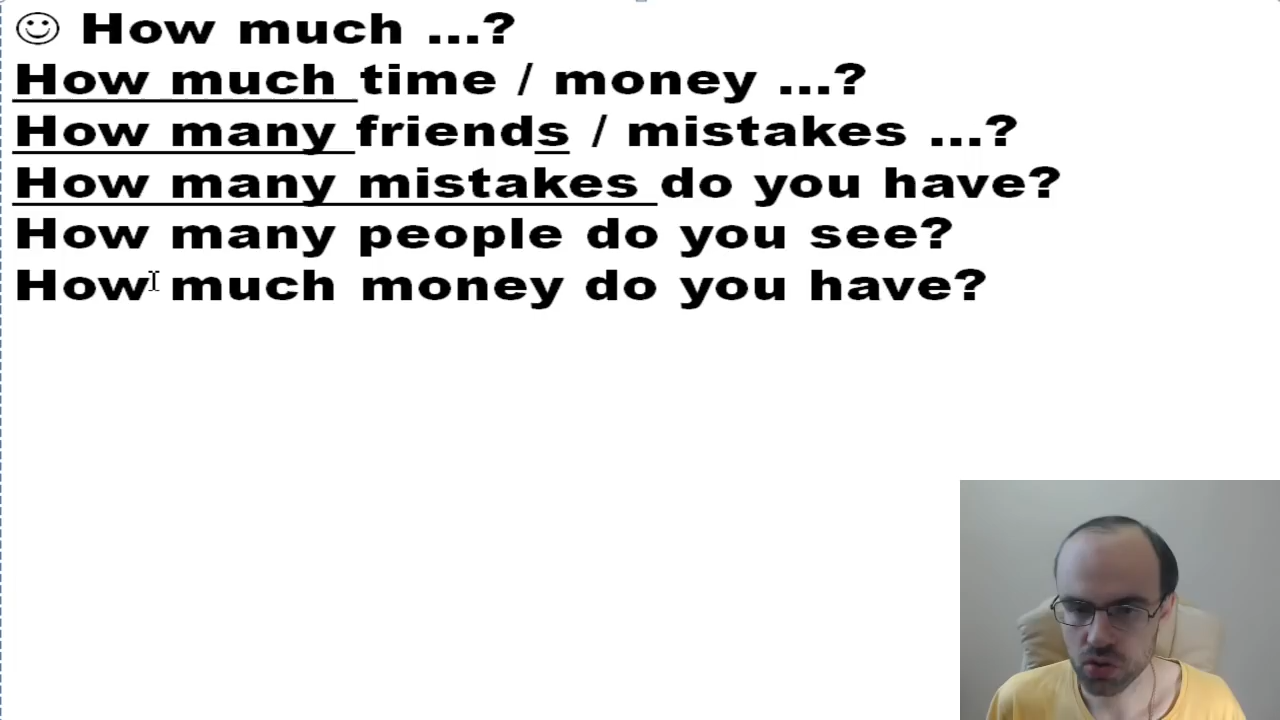 ☺ How much ...?
How much time / money ...?
How many friends / mistakes ...?
How many mistakes do you have?
How many people do you see?
How much money do you have?